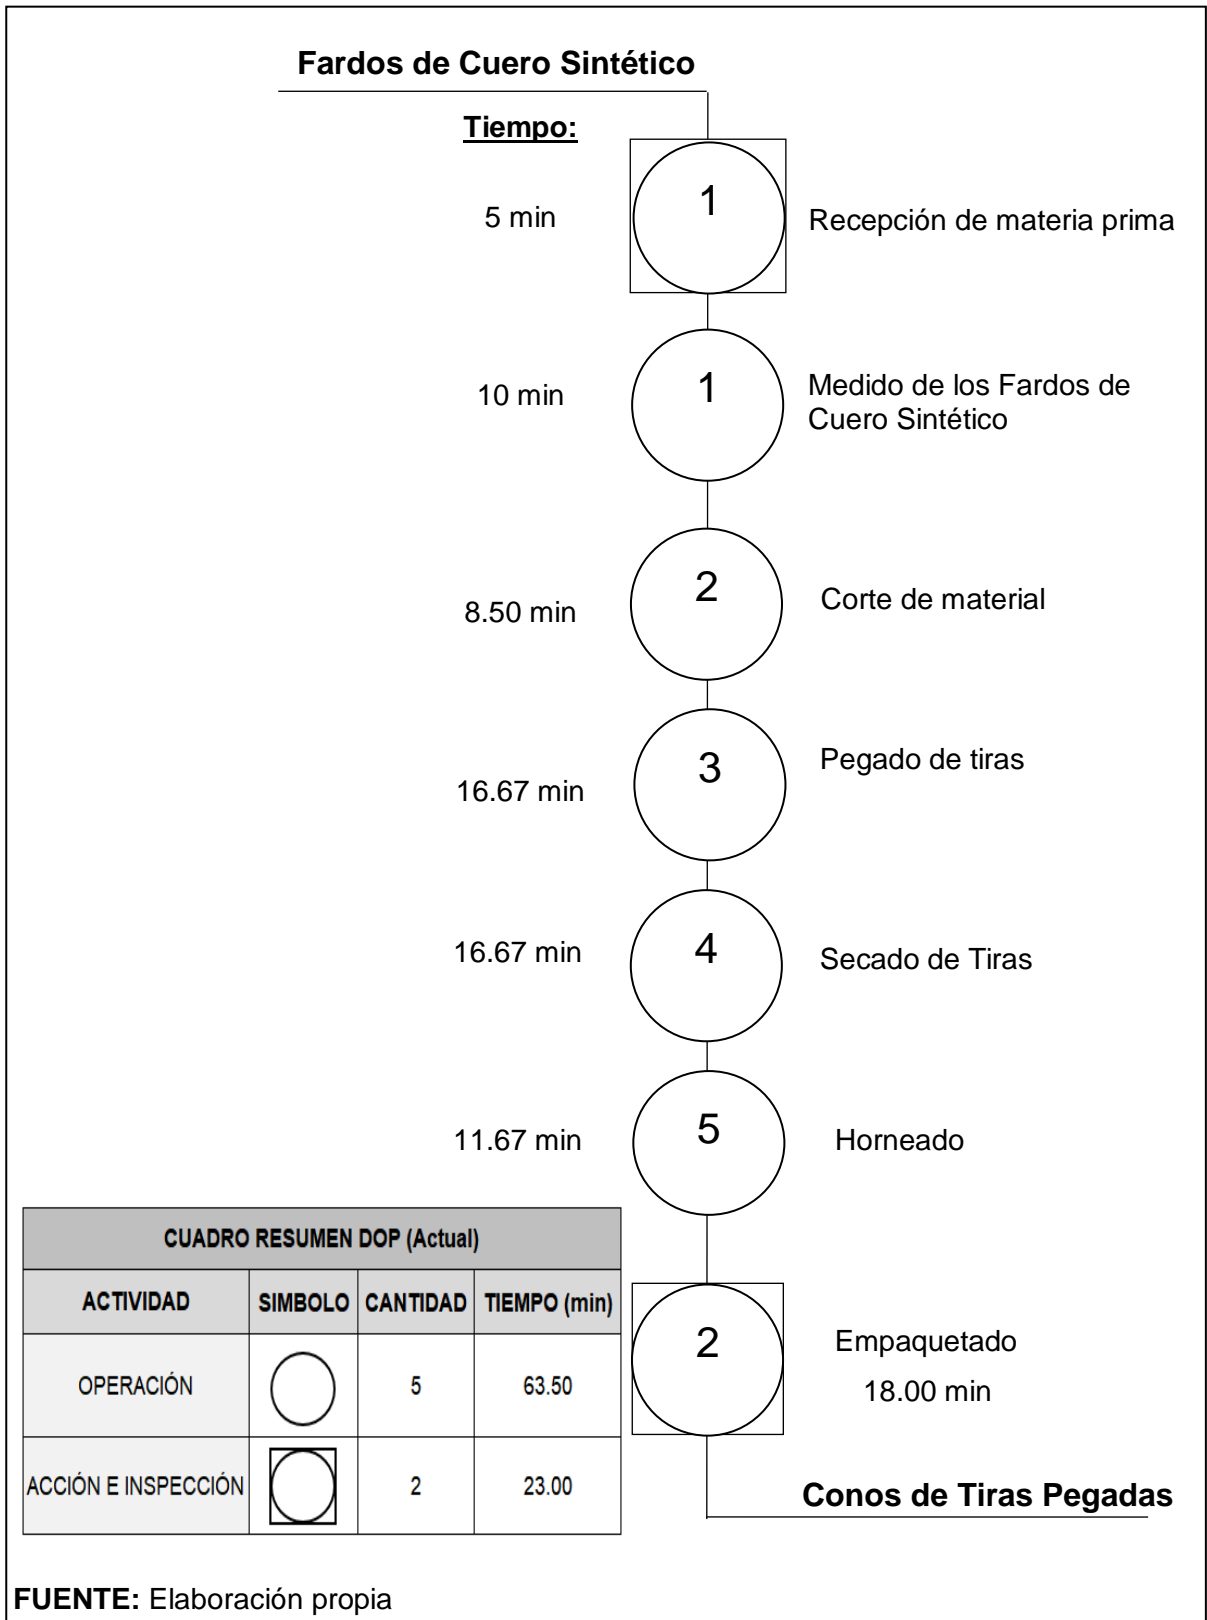 Fardos de Cuero Sintético
Tiempo:
5 min
1
Recepción de materia prima
10 min
1
Medido de los Fardos de
Cuero Sintético
8.50 min
2
Corte de material
16.67 min
3
Pegado de tiras
16.67 min
4
Secado de Tiras
11.67 min
5
Horneado
2
Empaquetado
18.00 min
Conos de Tiras Pegadas
CUADRO RESUMEN DOP (Actual)
ACTIVIDAD SIMBOLO CANTIDAD TIEMPO (min)
OPERACIÓN 5 63.50
ACCIÓN E INSPECCIÓN 2 23.00
FUENTE: Elaboración propia